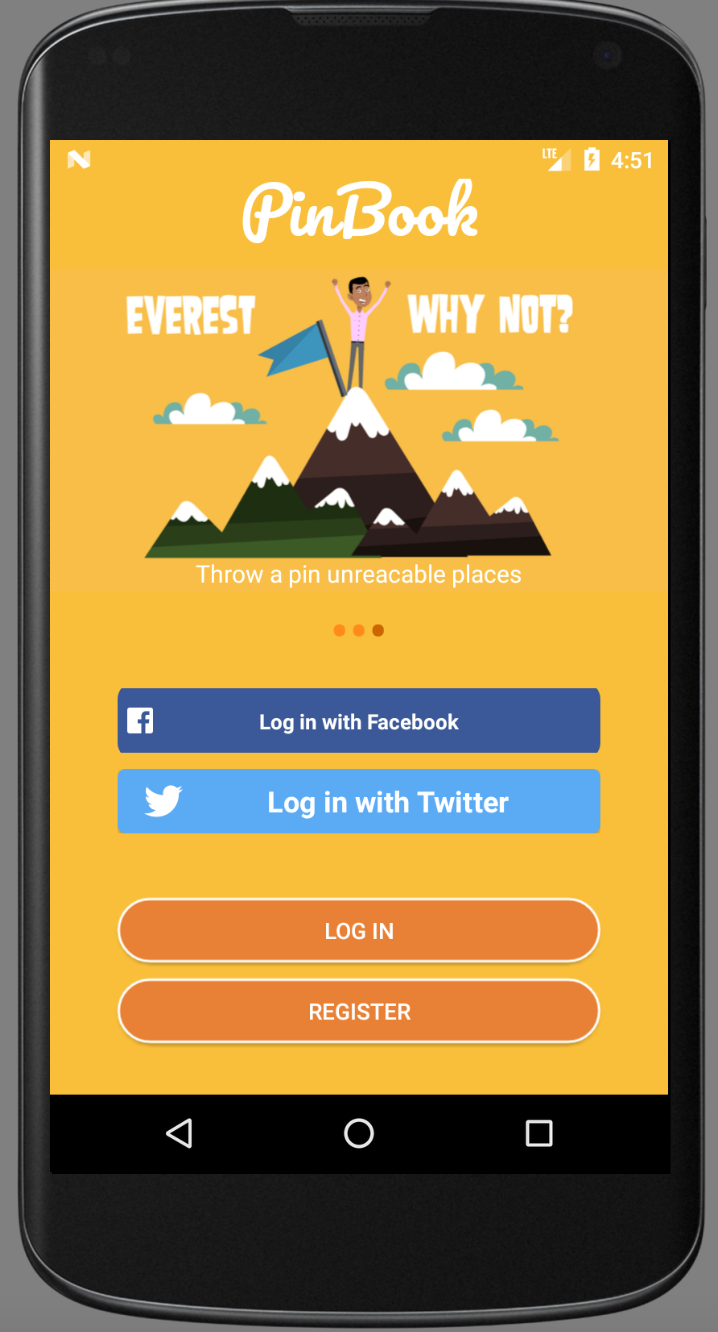 LTE 4:51
PinBook
EVEREST WHY NOT?
Throw a pin unreacable places
Log in with Facebook
Log in with Twitter
LOG IN
REGISTER